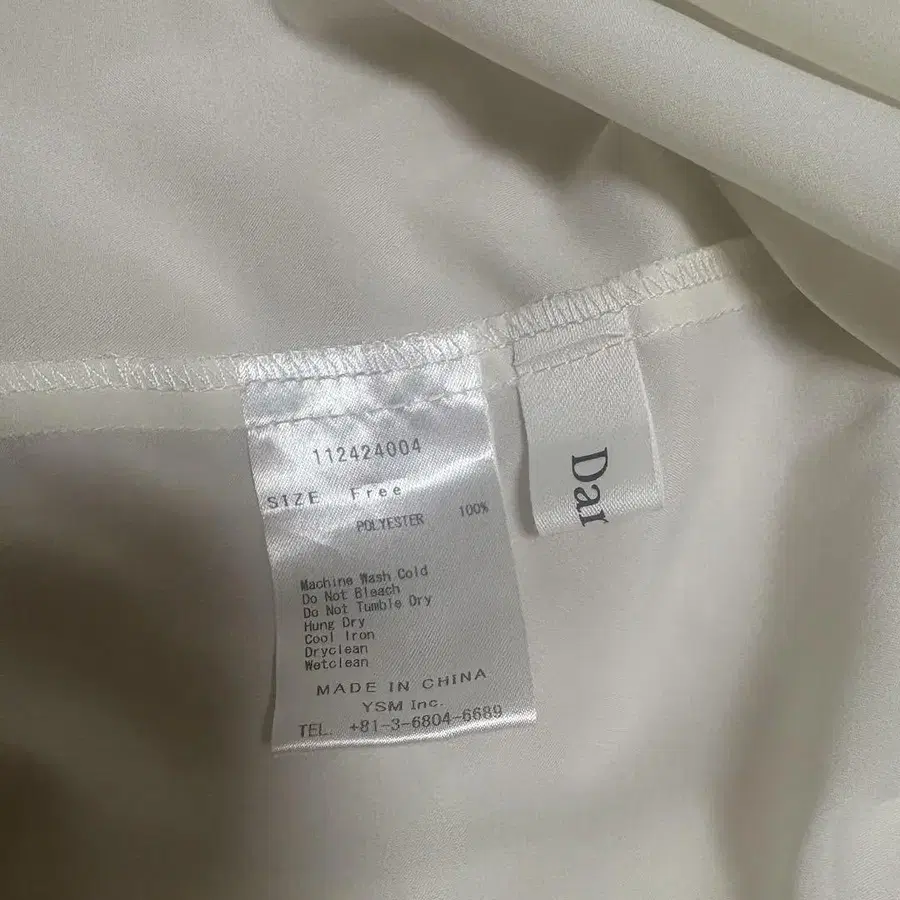 112424004
SIZE Free
POLYESTER 100%
Machine Wash Cold
Do Not Bleach
Do Not Tumble Dry
Hung Dry
Cool Iron
Dryclean
Wetclean
MADE IN CHINA
YSM Inc.
TEL. +81-3-6804-6689
Dar